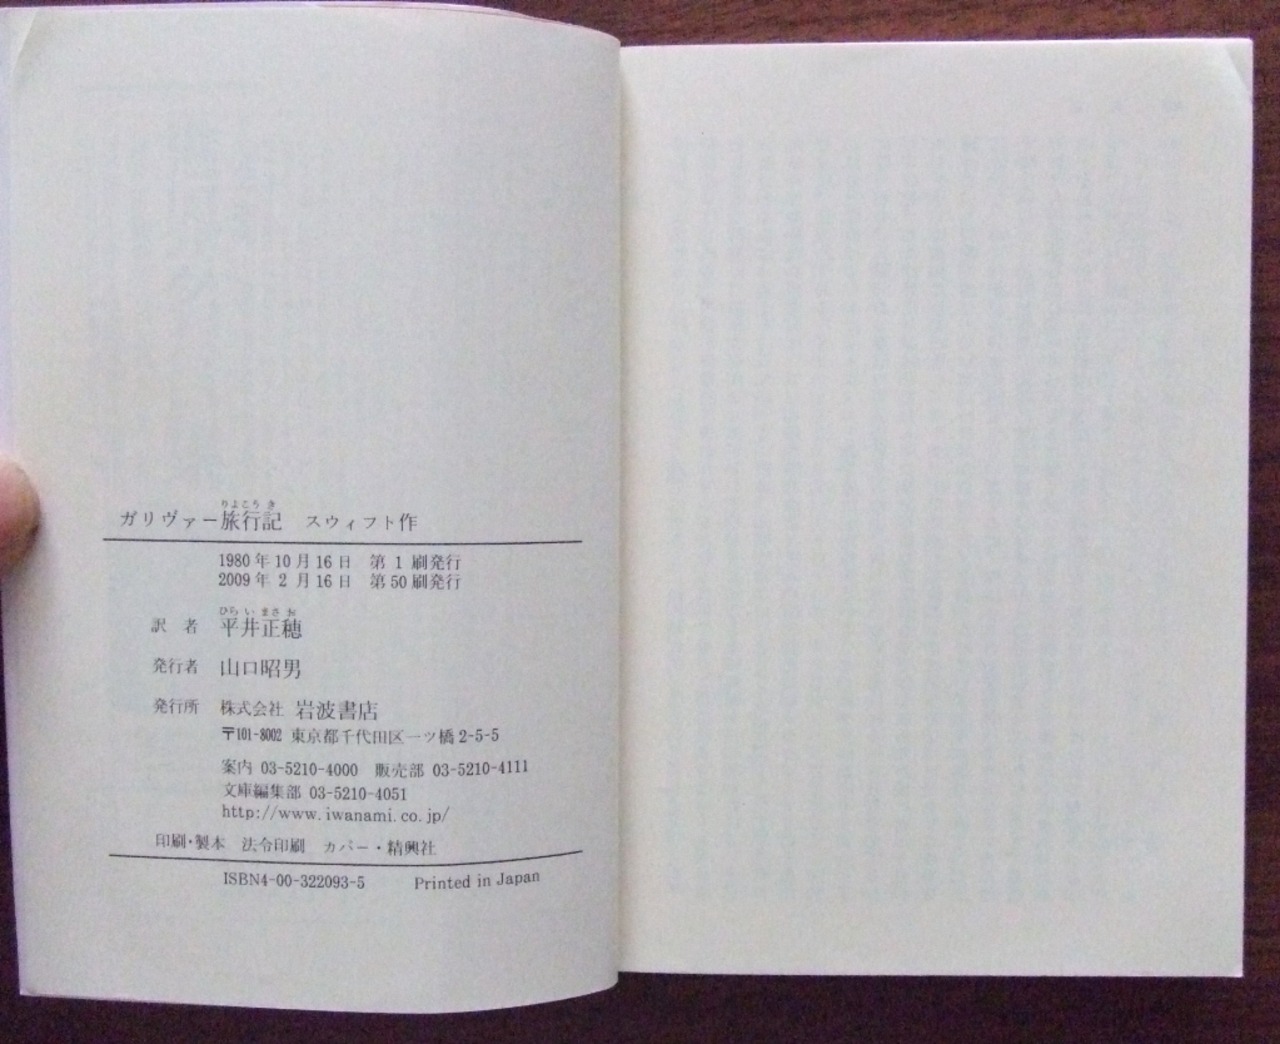 りよこうき
ガリヴァー旅行記 スウィフト作
1980年10月16日 第1刷発行
2009年2月16日 第50刷発行
ひらいまさお
訳者 平井正穂
発行者 山口昭男
発行所 株式会社 岩波書店
〒101-8002 東京都千代田区一ツ橋2-5-5
案内 03-5210-4000 販売部 03-5210-4111
文庫編集部 03-5210-4051
http://www.iwanami.co.jp/
印刷・製本 法令印刷 カバー・精興社
ISBN4-00-322093-5 Printed in Japan